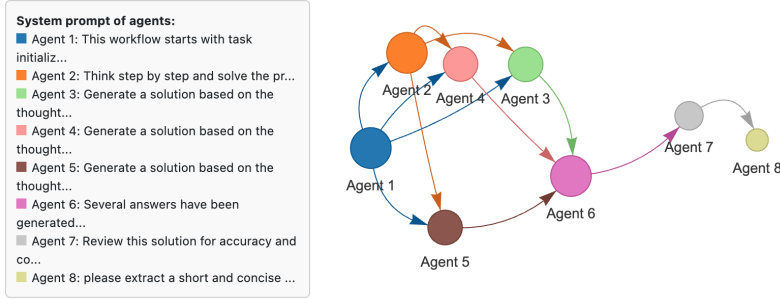 System prompt of agents:
Agent 1: This workflow starts with task
initializ...
Agent 2: Think step by step and solve the pr...
Agent 3: Generate a solution based on the
thought...
Agent 4: Generate a solution based on the
thought...
Agent 5: Generate a solution based on the
thought...
Agent 6: Several answers have been
generated...
Agent 7: Review this solution for accuracy and
co...
Agent 8: please extract a short and concise ...
Agent 2
Agent 4
Agent 3
Agent 7
Agent 8
Agent 1
Agent 6
Agent 5